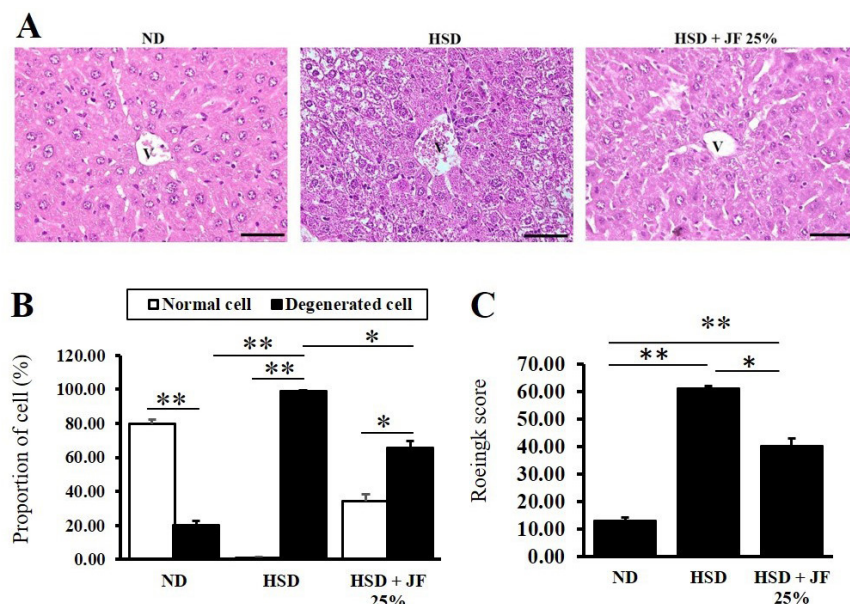 A
ND
HSD
HSD + JF 25%
V
V
V
B
Normal cell
Degenerated cell
Proportion of cell (%)
120.00
100.00
80.00
60.00
40.00
20.00
0.00
**
**
**
*
*
ND
HSD
HSD + JF
25%
C
Roeingk score
70.00
60.00
50.00
40.00
30.00
20.00
10.00
0.00
**
**
*
ND
HSD
HSD + JF
25%